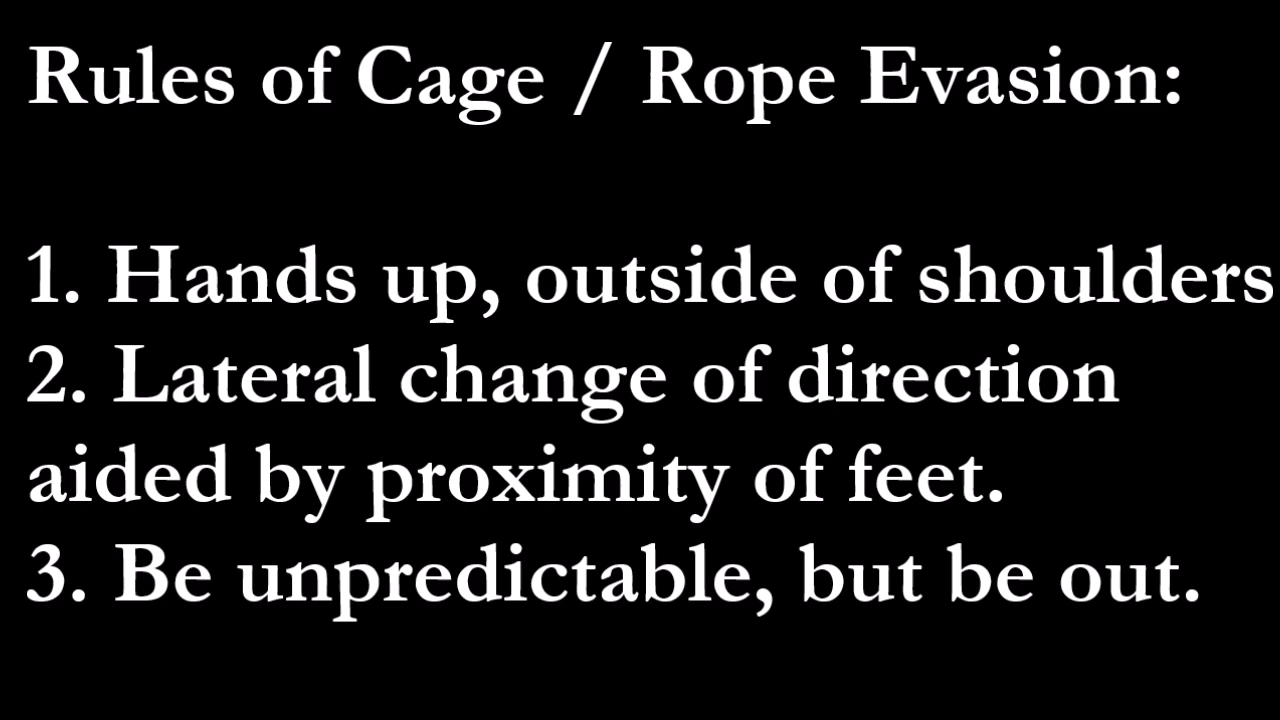 Rules of Cage / Rope Evasion:
1. Hands up, outside of shoulders
2. Lateral change of direction
aided by proximity of feet.
3. Be unpredictable, but be out.